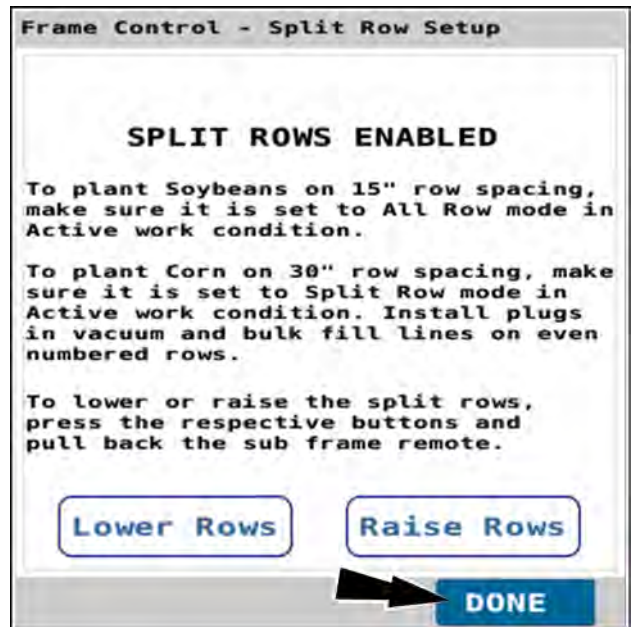 Frame Control - Split Row Setup
SPLIT ROWS ENABLED
To plant Soybeans on 15" row spacing,
make sure it is set to All Row mode in
Active work condition.
To plant Corn on 30" row spacing, make
sure it is set to Split Row mode in
Active work condition. Install plugs
in vacuum and bulk fill lines on even
numbered rows.
To lower or raise the split rows,
press the respective buttons and
pull back the sub frame remote.
Lower Rows
Raise Rows
DONE